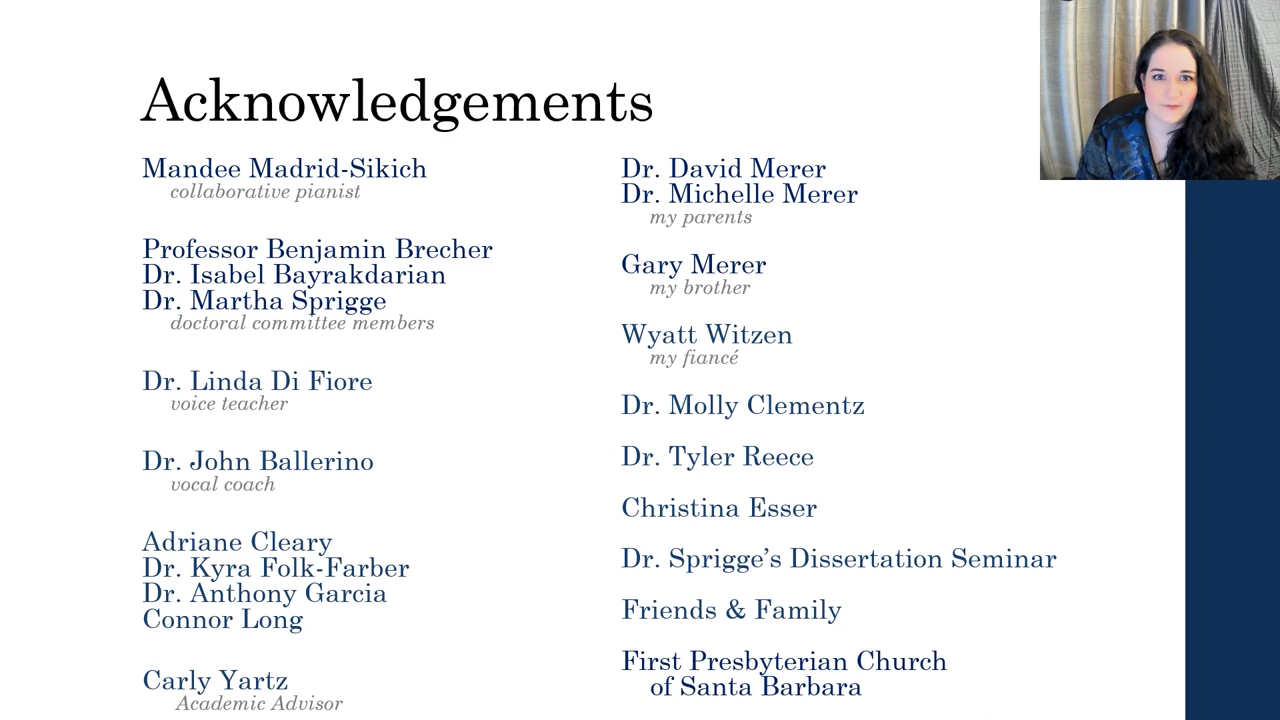 Acknowledgements
Mandee Madrid-Sikich
collaborative pianist
Professor Benjamin Brecher
Dr. Isabel Bayrakdarian
Dr. Martha Sprigge
doctoral committee members
Dr. Linda Di Fiore
voice teacher
Dr. John Ballerino
vocal coach
Adriane Cleary
Dr. Kyra Folk-Farber
Dr. Anthony Garcia
Connor Long
Carly Yartz
Academic Advisor
Dr. David Merer
Dr. Michelle Merer
my parents
Gary Merer
my brother
Wyatt Witzen
my fiancé
Dr. Molly Clementz
Dr. Tyler Reece
Christina Esser
Dr. Sprigge’s Dissertation Seminar
Friends & Family
First Presbyterian Church
of Santa Barbara